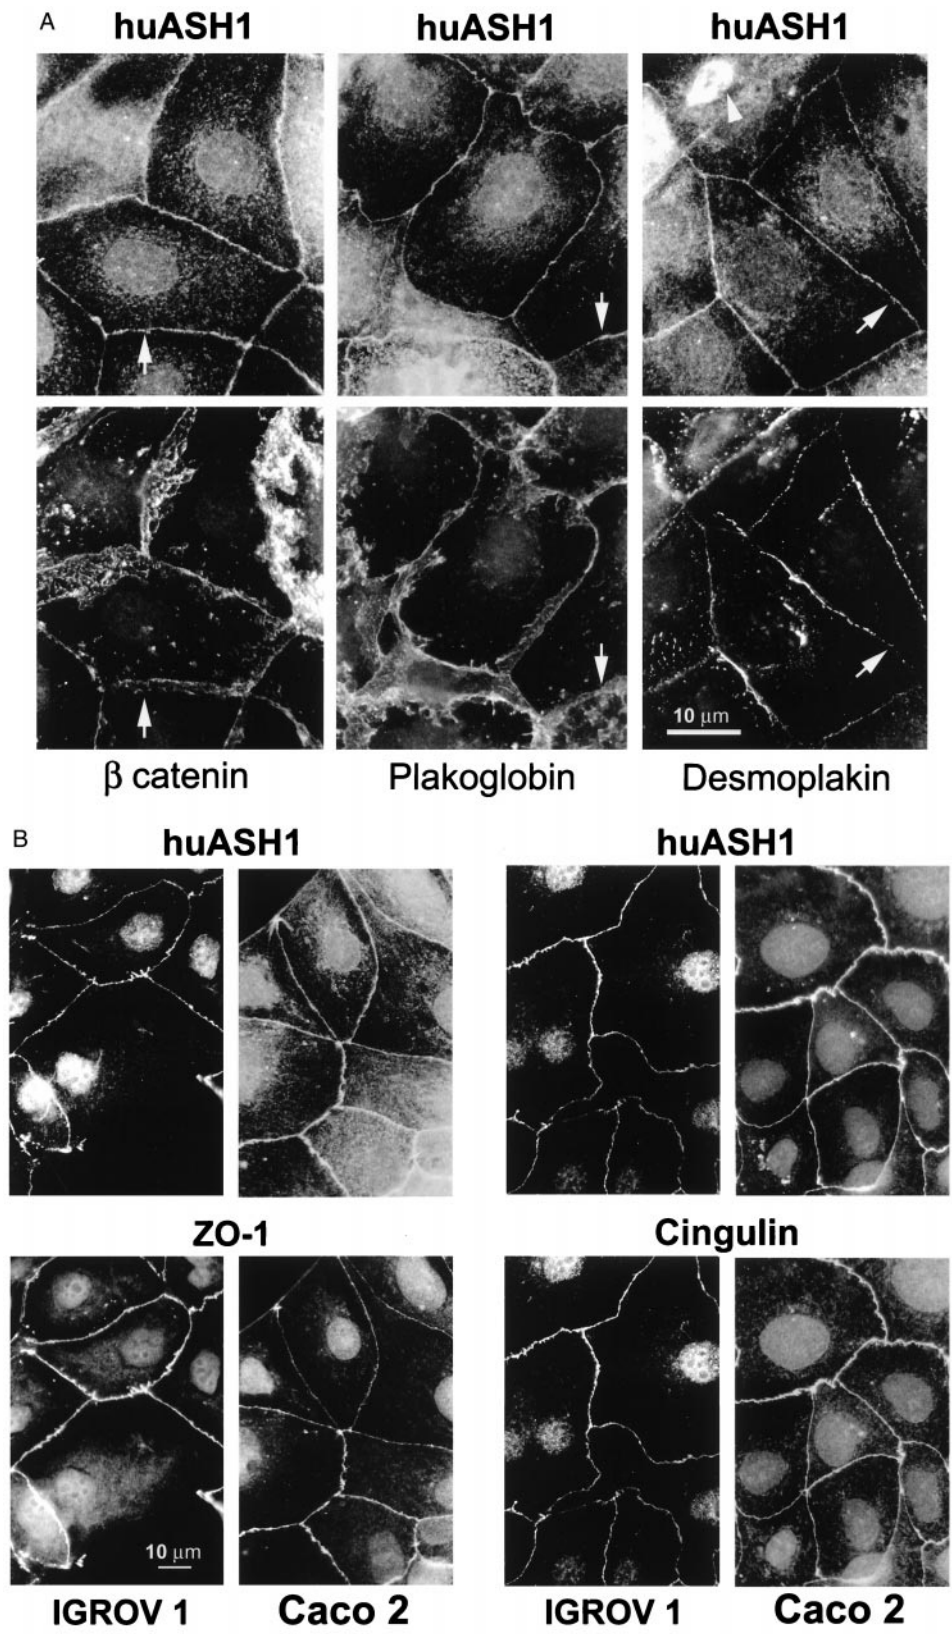 A
huASH1 huASH1 huASH1
10 μm
β catenin Plakoglobin Desmoplakin
B
huASH1 huASH1
ZO-1 Cingulin
10 μm
IGROV 1 Caco 2 IGROV 1 Caco 2